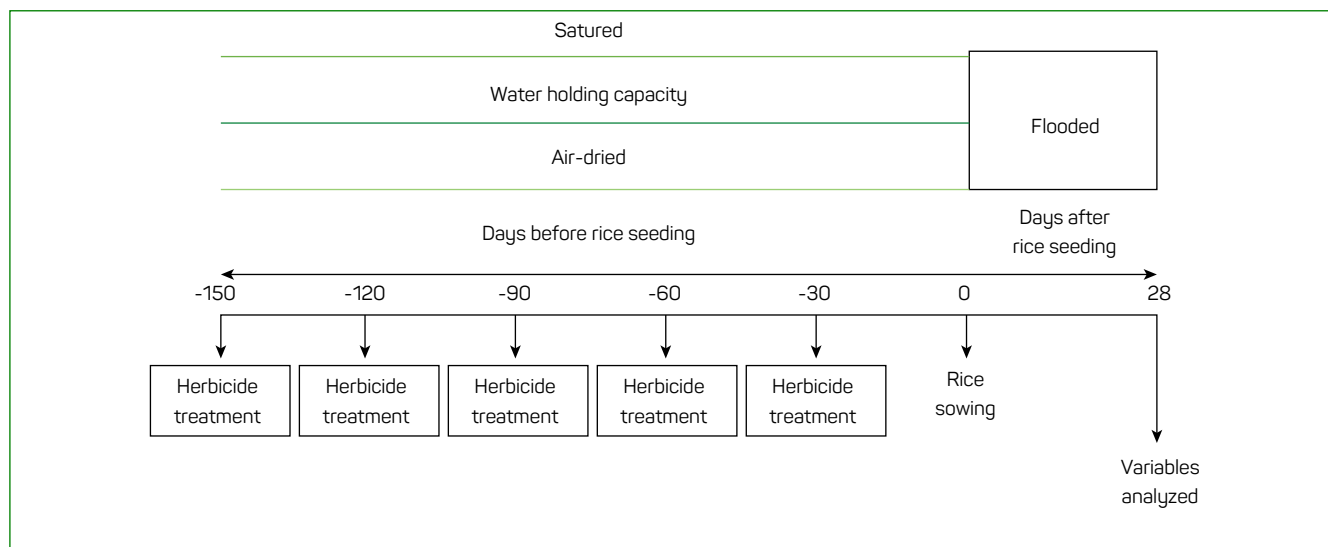 Satured
Water holding capacity
Flooded
Air-dried
Days before rice seeding
Days after
rice seeding
-150 -120 -90 -60 -30 0 28
Herbicide
treatment
Herbicide
treatment
Herbicide
treatment
Herbicide
treatment
Herbicide
treatment
Rice
sowing
Variables
analyzed